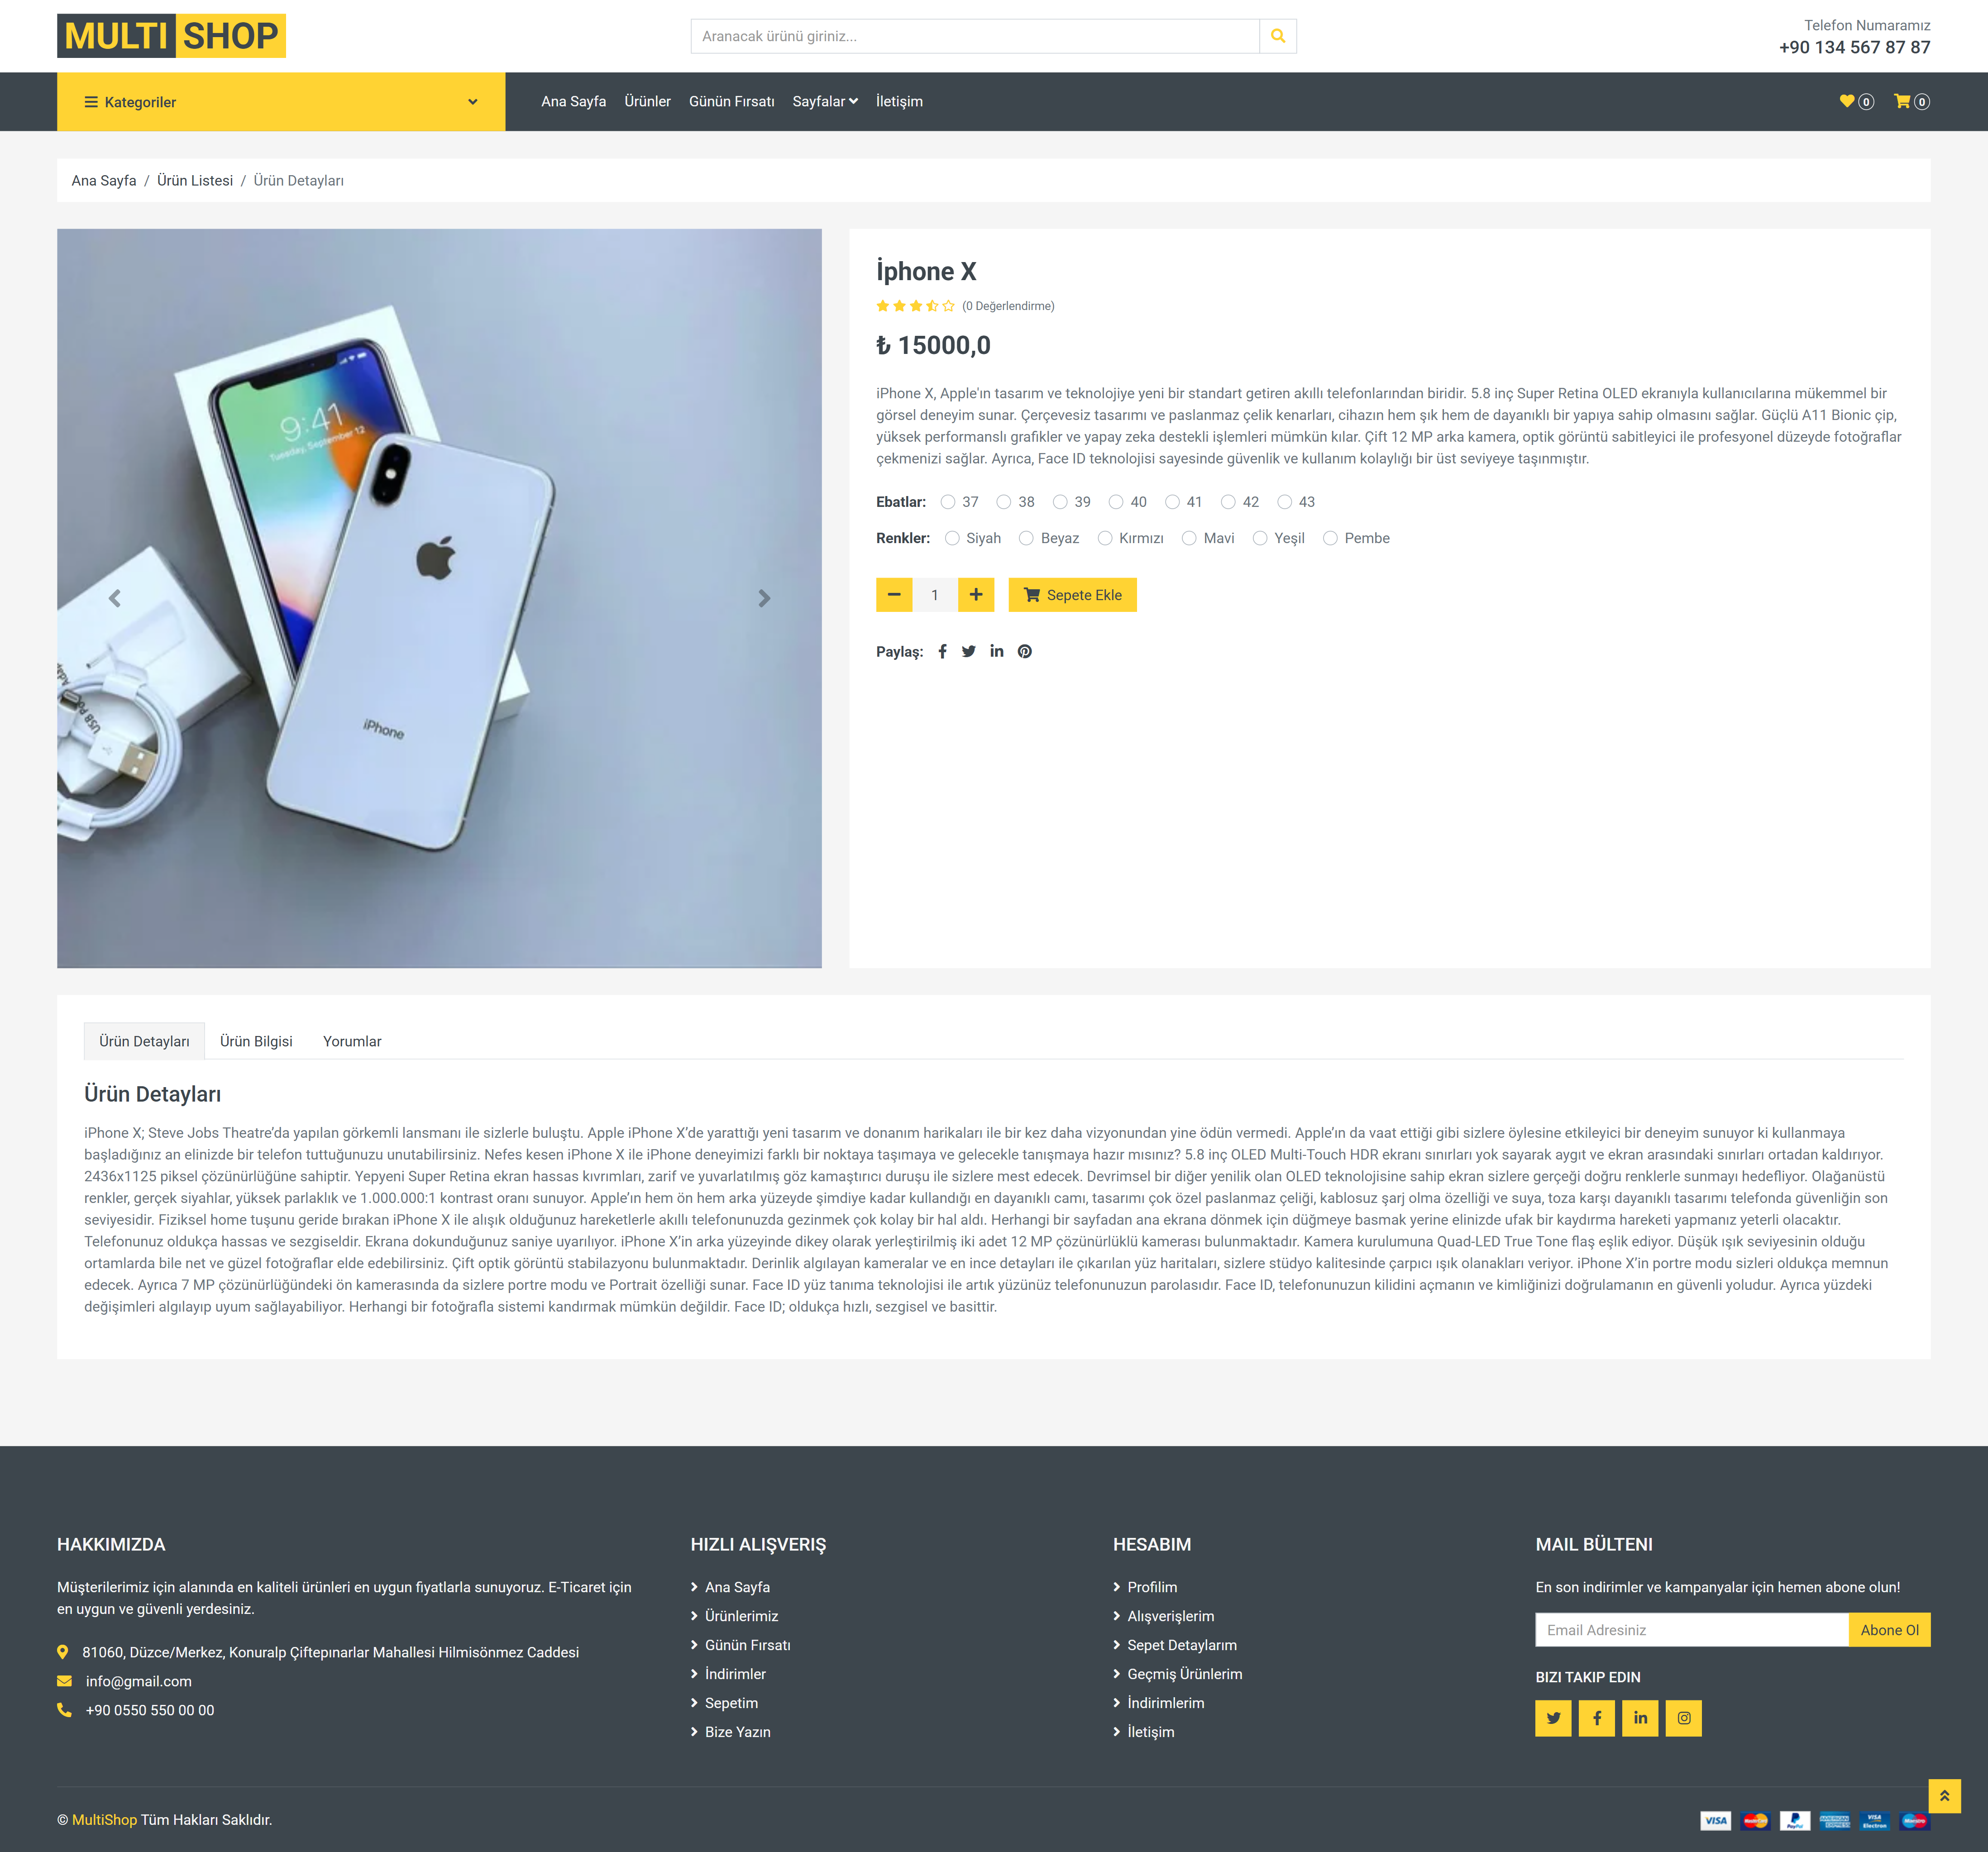 MULTI SHOP
Aranacak ürünü giriniz...
Telefon Numaramız
+90 134 567 87 87
Kategoriler
Ana Sayfa Ürünler Günün Fırsatı Sayfalar İletişim
0 0
Ana Sayfa / Ürün Listesi / Ürün Detayları
9:41
Tuesday, September 12
iPhone
USB Po
İphone X
(0 Değerlendirme)
₺ 15000,0
iPhone X, Apple'ın tasarım ve teknolojiye yeni bir standart getiren akıllı telefonlarından biridir. 5.8 inç Super Retina OLED ekranıyla kullanıcılarına mükemmel bir
görsel deneyim sunar. Çerçevesiz tasarımı ve paslanmaz çelik kenarları, cihazın hem şık hem de dayanıklı bir yapıya sahip olmasını sağlar. Güçlü A11 Bionic çip,
yüksek performanslı grafikler ve yapay zeka destekli işlemleri mümkün kılar. Çift 12 MP arka kamera, optik görüntü sabitleyici ile profesyonel düzeyde fotoğraflar
çekmenizi sağlar. Ayrıca, Face ID teknolojisi sayesinde güvenlik ve kullanım kolaylığı bir üst seviyeye taşınmıştır.
Ebatlar: 37 38 39 40 41 42 43
Renkler: Siyah Beyaz Kırmızı Mavi Yeşil Pembe
1 Sepete Ekle
Paylaş:
Ürün Detayları Ürün Bilgisi Yorumlar
Ürün Detayları
iPhone X; Steve Jobs Theatre’da yapılan görkemli lansmanı ile sizlerle buluştu. Apple iPhone X’de yarattığı yeni tasarım ve donanım harikaları ile bir kez daha vizyonundan yine ödün vermedi. Apple’ın da vaat ettiği gibi sizlere öylesine etkileyici bir deneyim sunuyor ki kullanmaya
başladığınız an elinizde bir telefon tuttuğunuzu unutabilirsiniz. Nefes kesen iPhone X ile iPhone deneyimizi farklı bir noktaya taşımaya ve gelecekle tanışmaya hazır mısınız? 5.8 inç OLED Multi-Touch HDR ekranı sınırları yok sayarak aygıt ve ekran arasındaki sınırları ortadan kaldırıyor.
2436x1125 piksel çözünürlüğüne sahiptir. Yepyeni Super Retina ekran hassas kıvrımları, zarif ve yuvarlatılmış göz kamaştırıcı duruşu ile sizlere mest edecek. Devrimsel bir diğer yenilik olan OLED teknolojisine sahip ekran sizlere gerçeği doğru renklerle sunmayı hedefliyor. Olağanüstü
renkler, gerçek siyahlar, yüksek parlaklık ve 1.000.000:1 kontrast oranı sunuyor. Apple’ın hem ön hem arka yüzeyde şimdiye kadar kullandığı en dayanıklı camı, tasarımı çok özel paslanmaz çeliği, kablosuz şarj olma özelliği ve suya, toza karşı dayanıklı tasarımı telefonda güvenliğin son
seviyesidir. Fiziksel home tuşunu geride bırakan iPhone X ile alışık olduğunuz hareketlerle akıllı telefonunuzda gezinmek çok kolay bir hal aldı. Herhangi bir sayfadan ana ekrana dönmek için düğmeye basmak yerine elinizde ufak bir kaydırma hareketi yapmanız yeterli olacaktır.
Telefonunuz oldukça hassas ve sezgiseldir. Ekrana dokunduğunuz saniye uyarılıyor. iPhone X’in arka yüzeyinde dikey olarak yerleştirilmiş iki adet 12 MP çözünürlüklü kamerası bulunmaktadır. Kamera kurulumuna Quad-LED True Tone flaş eşlik ediyor. Düşük ışık seviyesinin olduğu
ortamlarda bile net ve güzel fotoğraflar elde edebilirsiniz. Çift optik görüntü stabilazyonu bulunmaktadır. Derinlik algılayan kameralar ve en ince detayları ile çıkarılan yüz haritaları, sizlere stüdyo kalitesinde çarpıcı ışık olanakları veriyor. iPhone X’in portre modu sizleri oldukça memnun
edecek. Ayrıca 7 MP çözünürlüğündeki ön kamerasında da sizlere portre modu ve Portrait özelliği sunar. Face ID yüz tanıma teknolojisi ile artık yüzünüz telefonunuzun parolasıdır. Face ID, telefonunuzun kilidini açmanın ve kimliğinizi doğrulamanın en güvenli yoludur. Ayrıca yüzdeki
değişimleri algılayıp uyum sağlayabiliyor. Herhangi bir fotoğrafla sistemi kandırmak mümkün değildir. Face ID; oldukça hızlı, sezgisel ve basittir.
HAKKIMIZDA
Müşterilerimiz için alanında en kaliteli ürünleri en uygun fiyatlarla sunuyoruz. E-Ticaret için
en uygun ve güvenli yerdesiniz.
81060, Düzce/Merkez, Konuralp Çiftepınarlar Mahallesi Hilmisönmez Caddesi
info@gmail.com
+90 0550 550 00 00
HIZLI ALIŞVERIŞ
Ana Sayfa
Ürünlerimiz
Günün Fırsatı
İndirimler
Sepetim
Bize Yazın
HESABIM
Profilim
Alışverişlerim
Sepet Detaylarım
Geçmiş Ürünlerim
İndirimlerim
İletişim
MAIL BÜLTENI
En son indirimler ve kampanyalar için hemen abone olun!
Email Adresiniz Abone Ol
BIZI TAKIP EDIN
© MultiShop Tüm Hakları Saklıdır.
VISA MasterCard PayPal AMERICAN EXPRESS VISA Electron Maestro